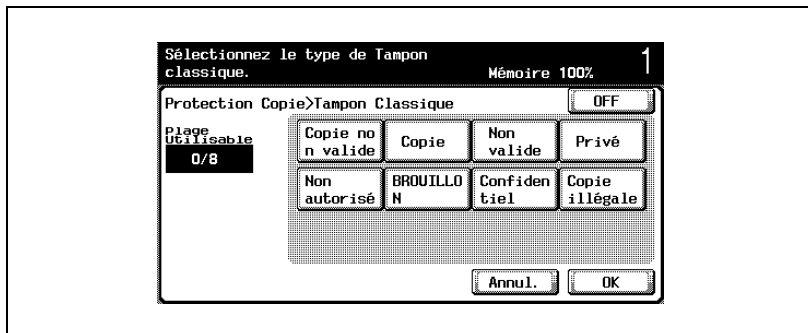 Sélectionnez le type de Tampon
classique.
Mémoire 100%
1
Protection Copie>Tampon Classique
OFF
Plage
Utilisable
0/8
Copie no
n valide
Copie
Non
valide
Privé
Non
autorisé
BROUILLO
N
Confiden
tiel
Copie
illégale
Annul.
OK